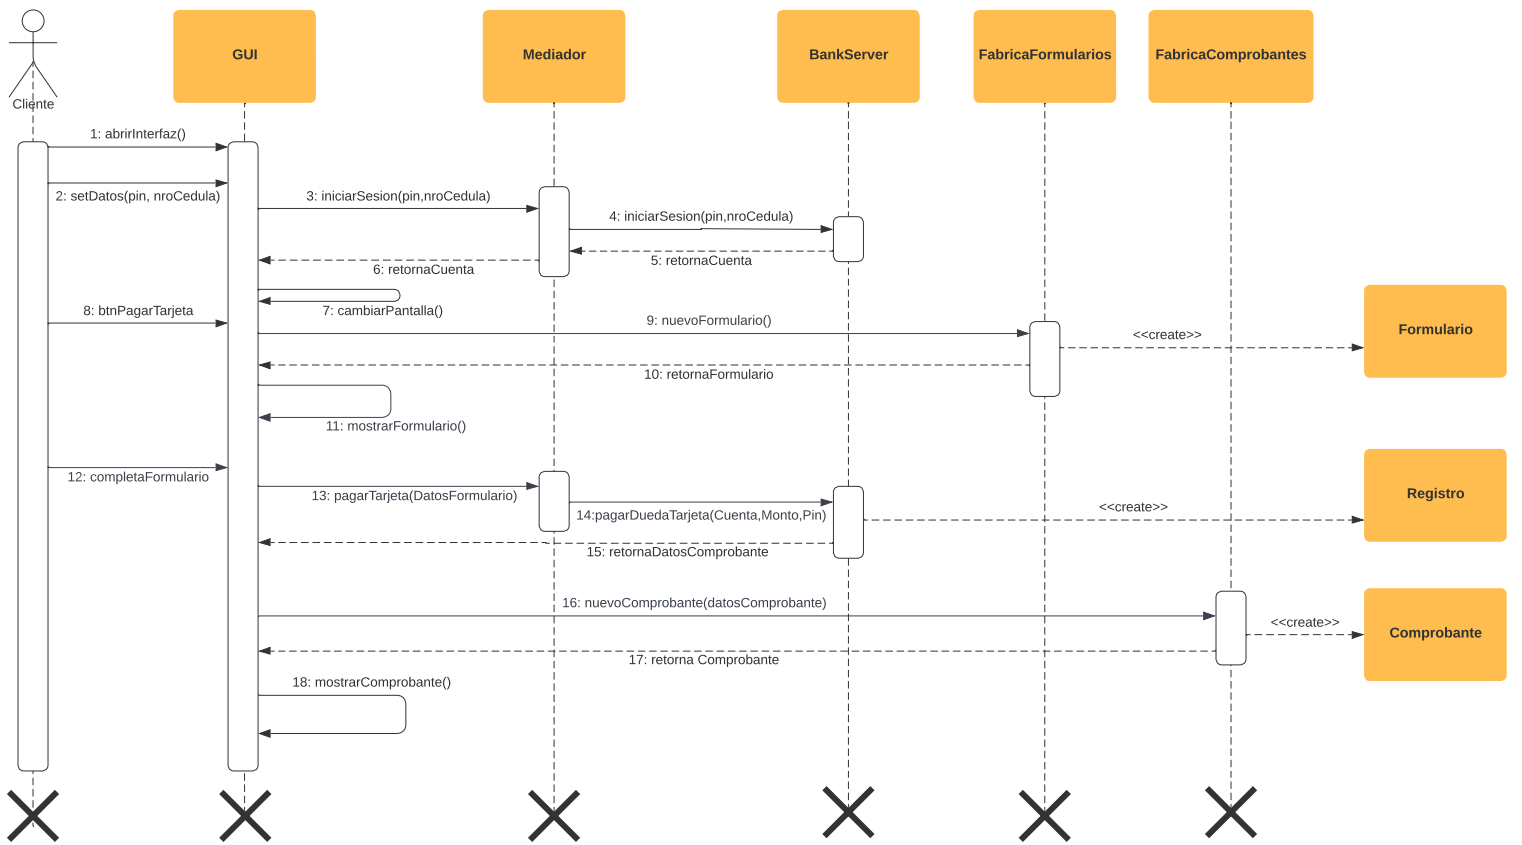 Cliente
GUI
Mediador
BankServer
FabricaFormularios
FabricaComprobantes
1: abrirInterfaz()
2: setDatos(pin, nroCedula)
3: iniciarSesion(pin,nroCedula)
4: iniciarSesion(pin,nroCedula)
5: retornaCuenta
6: retornaCuenta
7: cambiarPantalla()
8: btnPagarTarjeta
9: nuevoFormulario()
<<create>>
Formulario
10: retornaFormulario
11: mostrarFormulario()
12: completaFormulario
13: pagarTarjeta(DatosFormulario)
14:pagarDuedaTarjeta(Cuenta,Monto,Pin)
<<create>>
Registro
15: retornaDatosComprobante
16: nuevoComprobante(datosComprobante)
<<create>>
Comprobante
17: retorna Comprobante
18: mostrarComprobante()